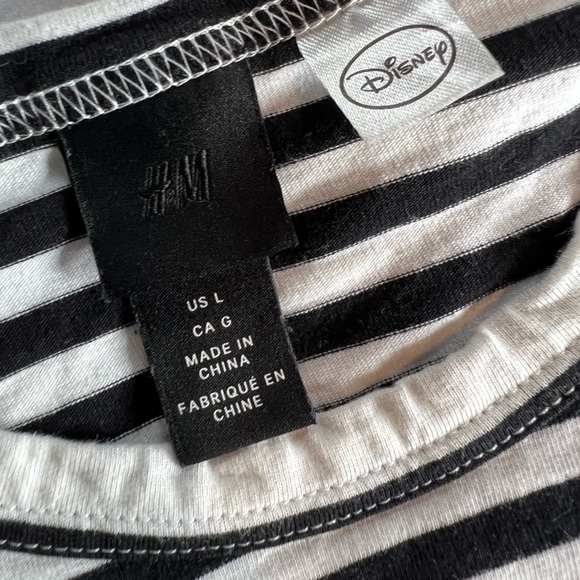 Disney
H&M
US L
CA G
MADE IN
CHINA
FABRIQUÉ EN
CHINE